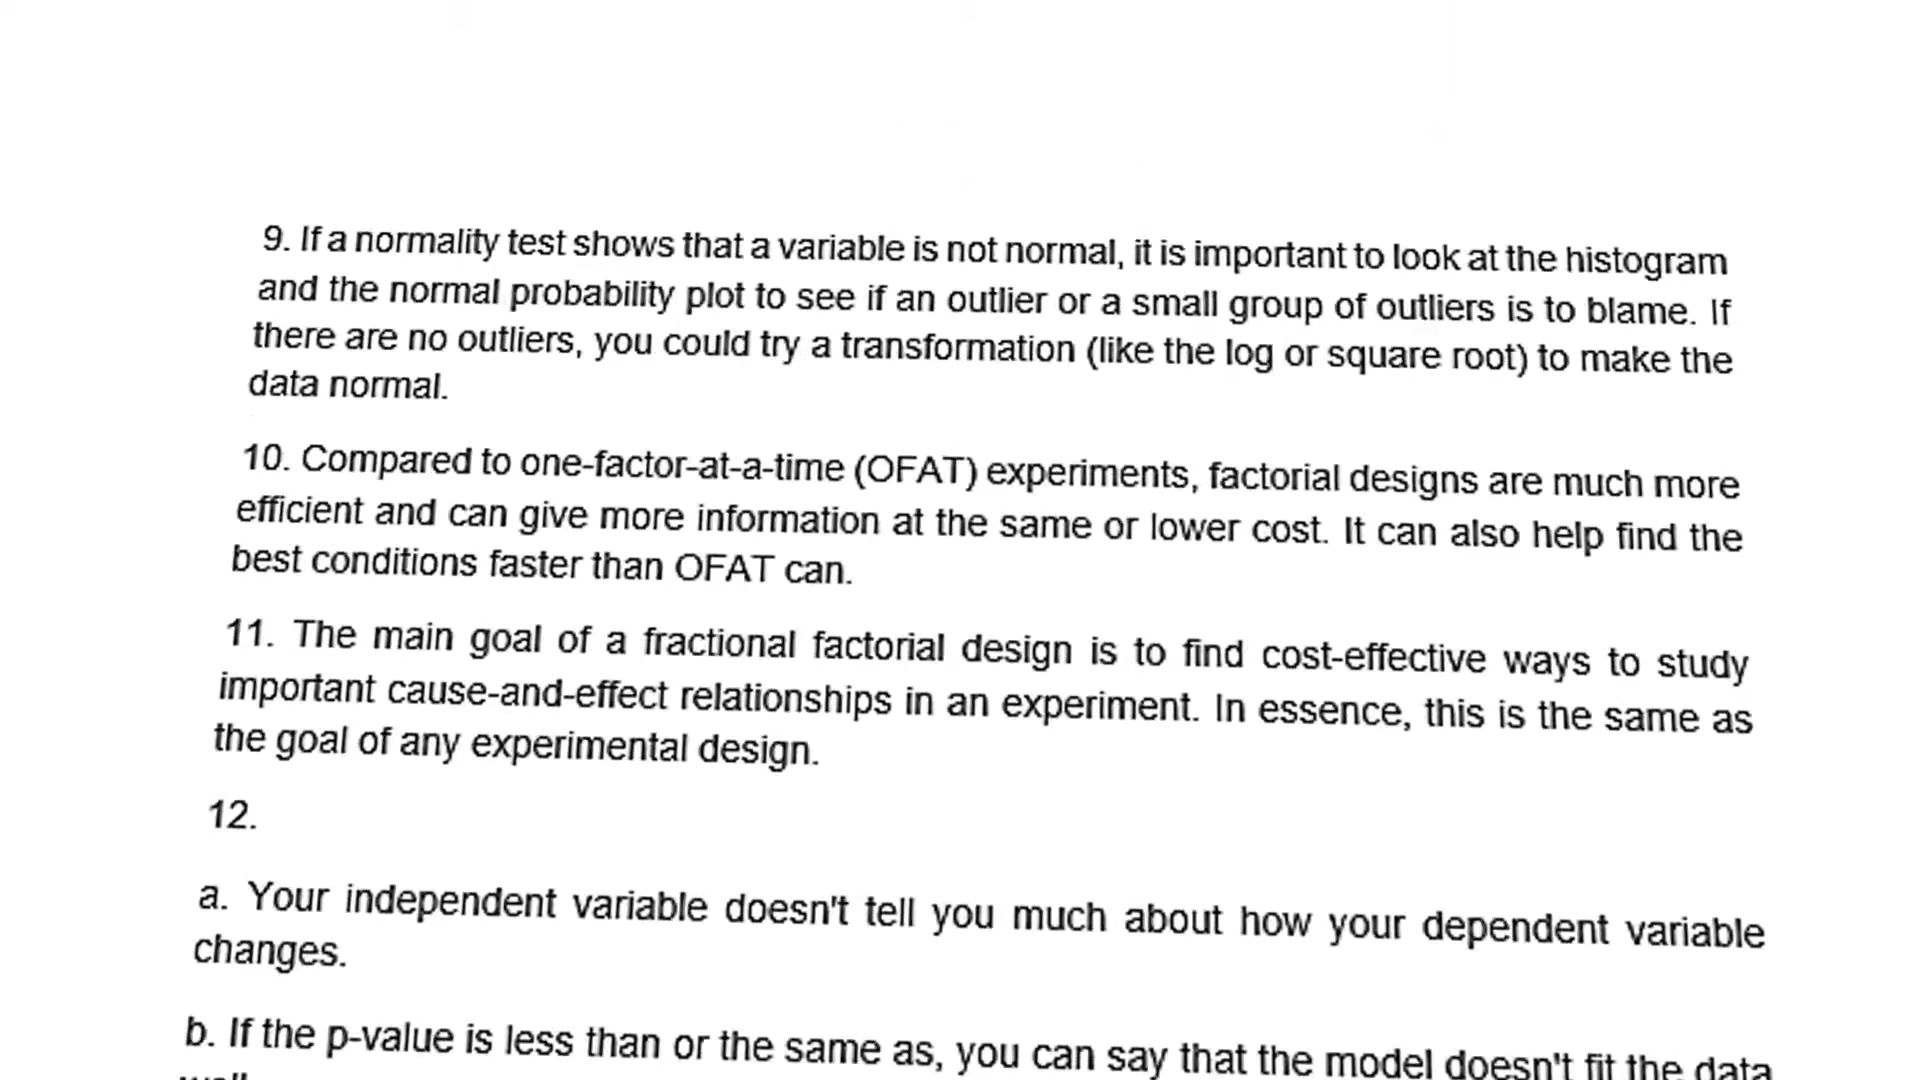 9. If a normality test shows that a variable is not normal, it is important to look at the histogram
and the normal probability plot to see if an outlier or a small group of outliers is to blame. If
there are no outliers, you could try a transformation (like the log or square root) to make the
data normal.
10. Compared to one-factor-at-a-time (OFAT) experiments, factorial designs are much more
efficient and can give more information at the same or lower cost. It can also help find the
best conditions faster than OFAT can.
11. The main goal of a fractional factorial design is to find cost-effective ways to study
important cause-and-effect relationships in an experiment. In essence, this is the same as
the goal of any experimental design.
12.
a. Your independent variable doesn't tell you much about how your dependent variable
changes.
b. If the p-value is less than or the same as, you can say that the model doesn't fit the data